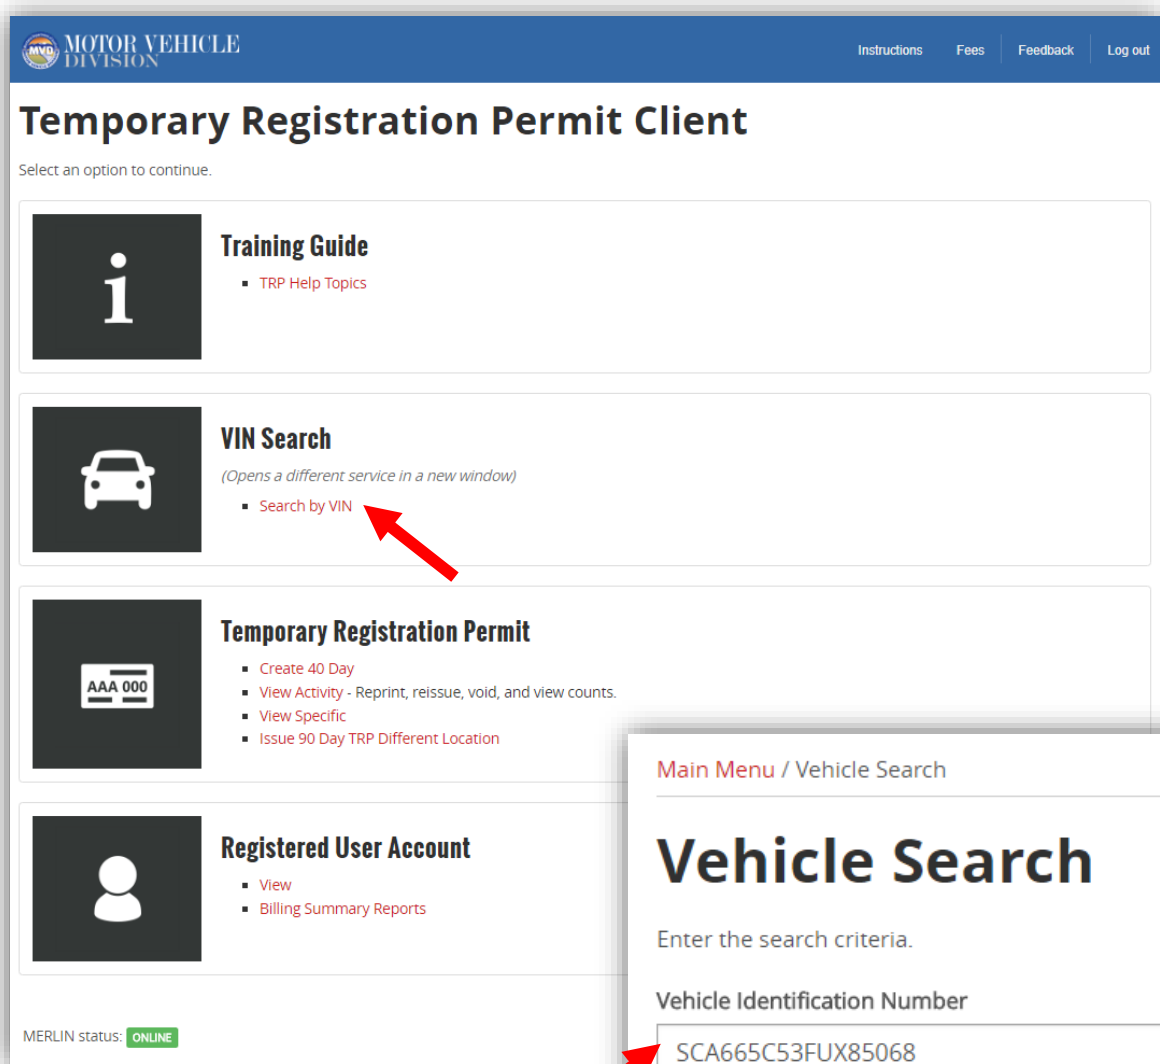 MVD MOTOR VEHICLE DIVISION
Instructions Fees Feedback Log out
Temporary Registration Permit Client
Select an option to continue.
Training Guide
TRP Help Topics
VIN Search
(Opens a different service in a new window)
Search by VIN
AAA 000
Temporary Registration Permit
Create 40 Day
View Activity - Reprint, reissue, void, and view counts.
View Specific
Issue 90 Day TRP Different Location
Registered User Account
View
Billing Summary Reports
MERLIN status: ONLINE
Main Menu / Vehicle Search
Vehicle Search
Enter the search criteria.
Vehicle Identification Number
SCA665C53FUX85068